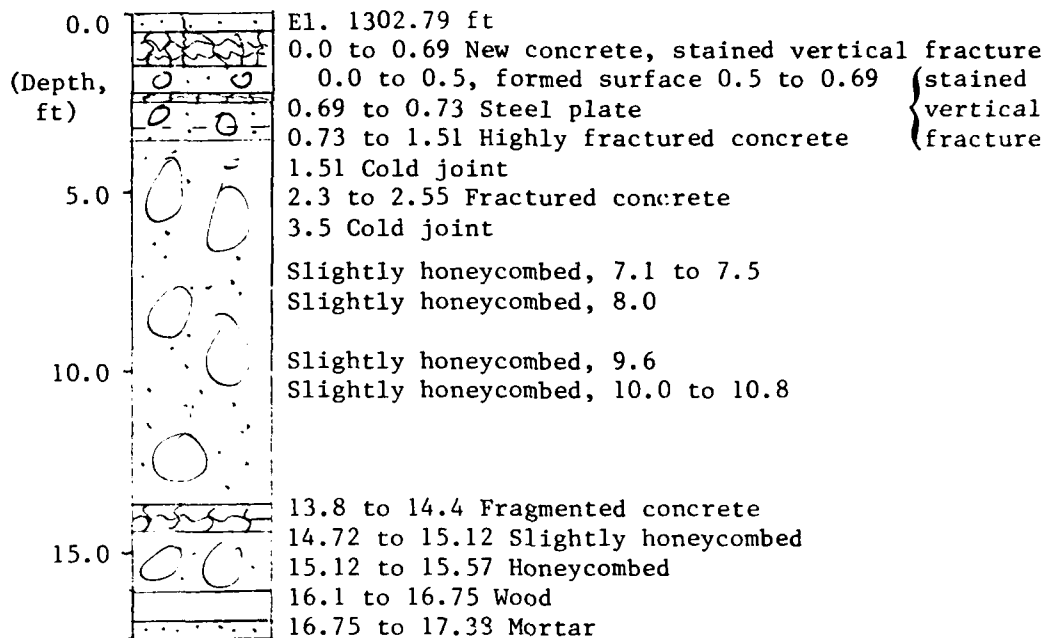 0.0
El. 1302.79 ft
0.0 to 0.69 New concrete, stained vertical fracture
(Depth, ft)
0.0 to 0.5, formed surface 0.5 to 0.69
stained
vertical
fracture
0.69 to 0.73 Steel plate
0.73 to 1.51 Highly fractured concrete
1.51 Cold joint
5.0
2.3 to 2.55 Fractured concrete
3.5 Cold joint
Slightly honeycombed, 7.1 to 7.5
Slightly honeycombed, 8.0
Slightly honeycombed, 9.6
10.0
Slightly honeycombed, 10.0 to 10.8
13.8 to 14.4 Fragmented concrete
14.72 to 15.12 Slightly honeycombed
15.0
15.12 to 15.57 Honeycombed
16.1 to 16.75 Wood
16.75 to 17.33 Mortar